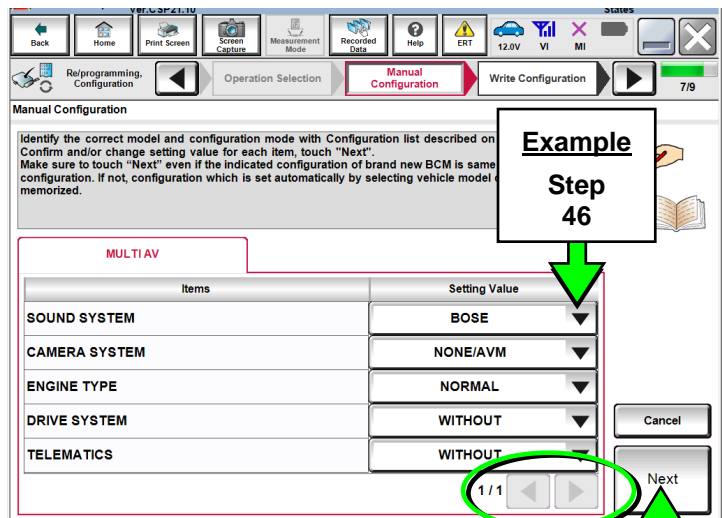 Ver.CSP21.10
States
Back
Home
Print Screen
Screen
Capture
Measurement
Mode
Recorded
Data
Help
ERT
12.0V
VI
MI
Re/programming,
Configuration
Operation Selection
Manual
Configuration
Write Configuration
7/9
Manual Configuration
Identify the correct model and configuration mode with Configuration list described on
Confirm and/or change setting value for each item, touch "Next".
Make sure to touch “Next” even if the indicated configuration of brand new BCM is same
configuration. If not, configuration which is set automatically by selecting vehicle model
memorized.
Example
Step
46
MULTI AV
Items
Setting Value
SOUND SYSTEM
BOSE
CAMERA SYSTEM
NONE/AVM
ENGINE TYPE
NORMAL
DRIVE SYSTEM
WITHOUT
TELEMATICS
WITHOUT
1/1
Cancel
Next